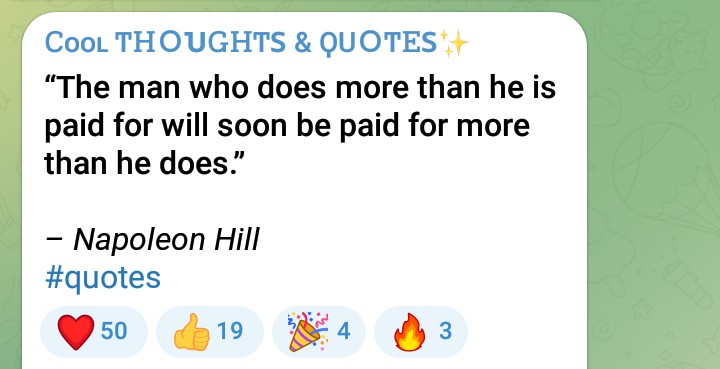 Cool THOUGHTS & QUOTES✨
“The man who does more than he is
paid for will soon be paid for more
than he does.”
– Napoleon Hill
#quotes
❤️ 50 👍 19 🎉 4 🔥 3